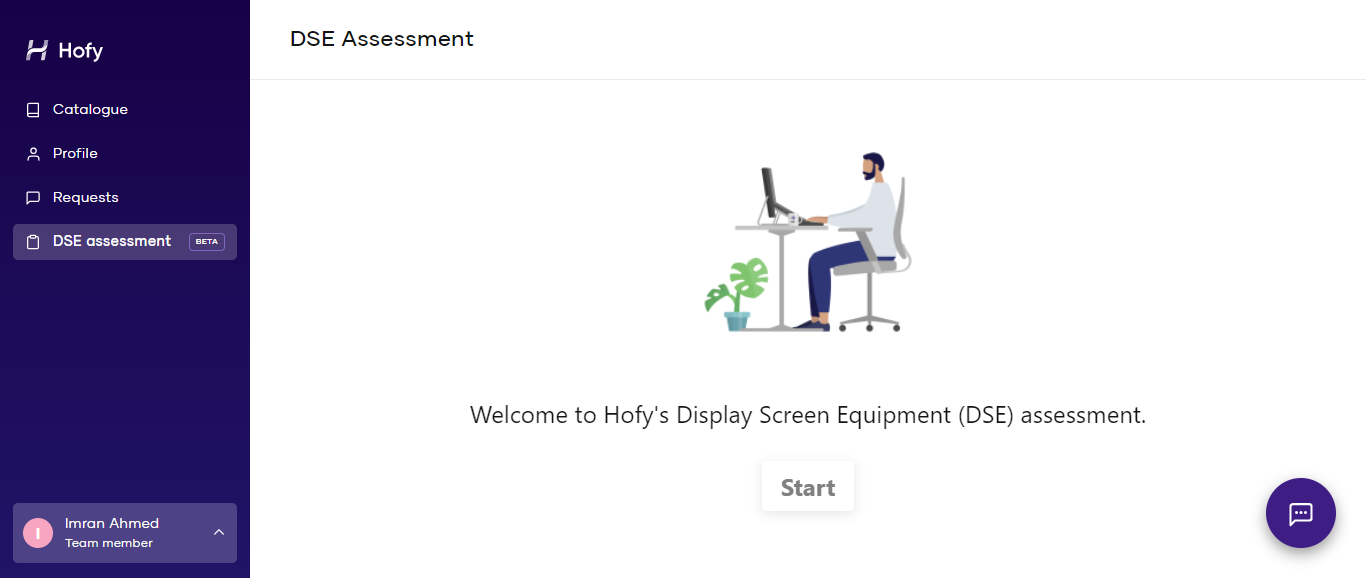 Hofy
Catalogue
Profile
Requests
DSE assessment BETA
I
Imran Ahmed
Team member
DSE Assessment
Welcome to Hofy's Display Screen Equipment (DSE) assessment.
Start